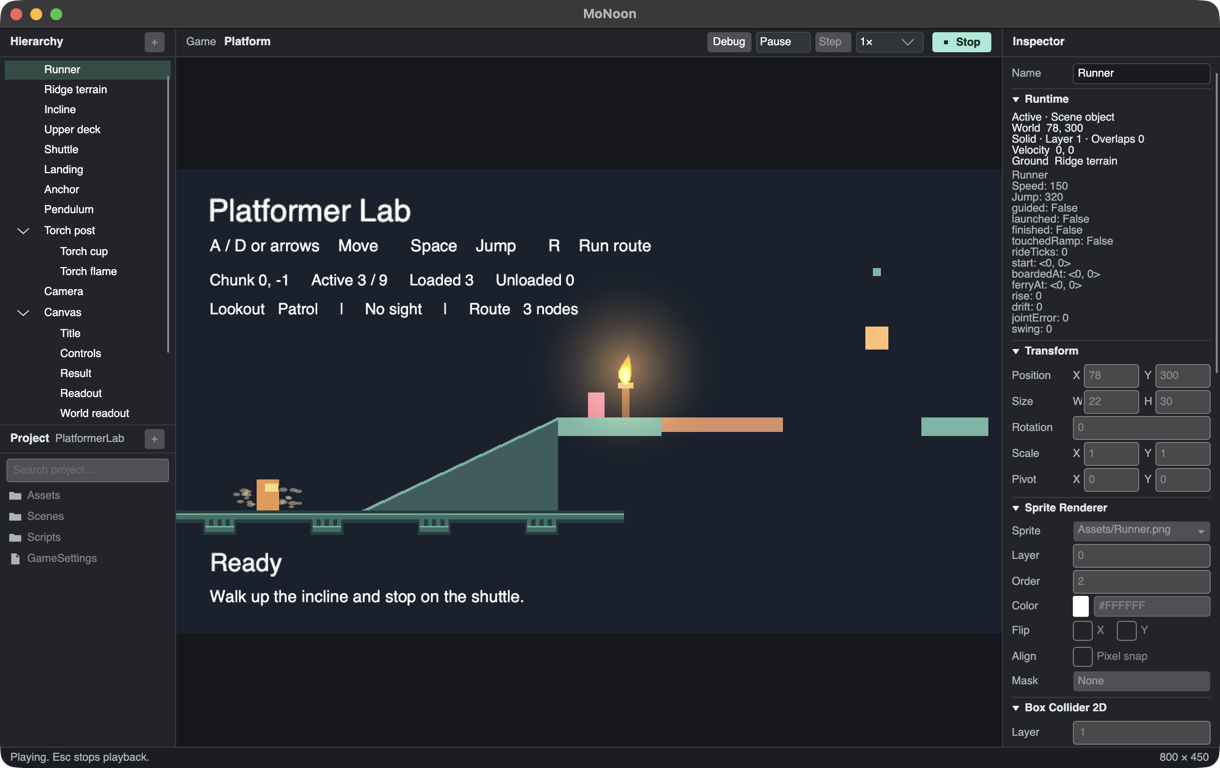 MoNoon
Hierarchy +
Game Platform
Debug Pause Step 1× Stop
Inspector
Runner
Ridge terrain
Incline
Upper deck
Shuttle
Landing
Anchor
Pendulum
Torch post
Torch cup
Torch flame
Camera
Canvas
Title
Controls
Result
Readout
World readout
Project PlatformerLab +
Search project...
Assets
Scenes
Scripts
GameSettings
Platformer Lab
A / D or arrows Move Space Jump R Run route
Chunk 0, -1 Active 3 / 9 Loaded 3 Unloaded 0
Lookout Patrol | No sight | Route 3 nodes
Ready
Walk up the incline and stop on the shuttle.
Name Runner
Runtime
Active · Scene object
World 78, 300
Solid · Layer 1 · Overlaps 0
Velocity 0, 0
Ground Ridge terrain
Runner
Speed: 150
Jump: 320
guided: False
launched: False
finished: False
touchedRamp: False
rideTicks: 0
start: <0, 0>
boardedAt: <0, 0>
ferryAt: <0, 0>
rise: 0
drift: 0
jointError: 0
swing: 0
Transform
Position X 78 Y 300
Size W 22 H 30
Rotation 0
Scale X 1 Y 1
Pivot X 0 Y 0
Sprite Renderer
Sprite Assets/Runner.png
Layer 0
Order 2
Color #FFFFFF
Flip X Y
Align Pixel snap
Mask None
Box Collider 2D
Layer 1
Playing. Esc stops playback.
800 × 450